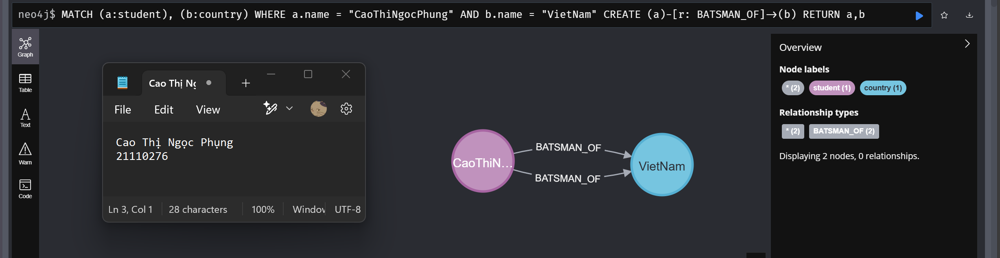 neo4j$ MATCH (a:student), (b:country) WHERE a.name = "CaoThiNgocPhung" AND b.name = "VietNam" CREATE (a)-[r: BATSMAN_OF]→(b) RETURN a,b
Graph
Table
Text
Warn
Code
Cao Thị Ng
File Edit View
Cao Thị Ngọc Phụng
21110276
Ln 3, Col 1 28 characters 100% Window UTF-8
CaoThiN...
BATSMAN_OF
BATSMAN_OF
VietNam
Overview
Node labels
* (2) student (1) country (1)
Relationship types
* (2) BATSMAN_OF (2)
Displaying 2 nodes, 0 relationships.